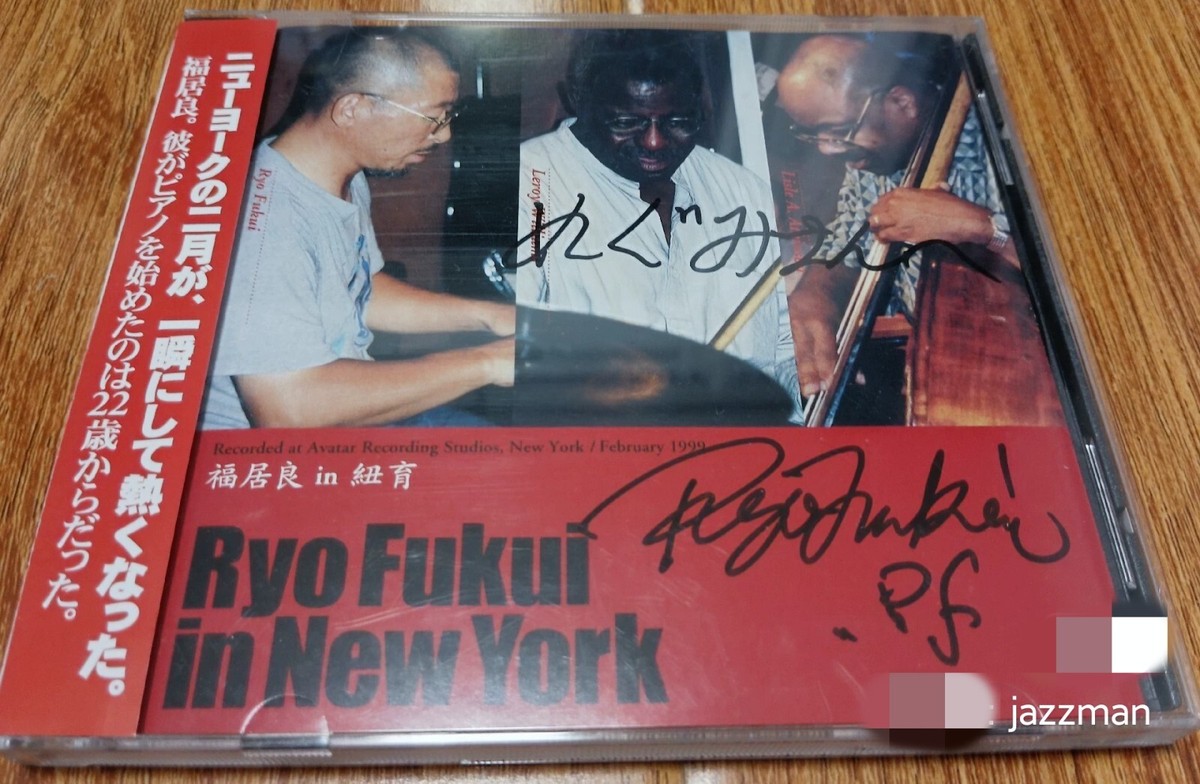 ニューヨークの二月が、一瞬にして熱くなった。
福居良。彼がピアノを始めたのは22歳からだった。
Ryo Fukui
Leroy
Recorded at Avatar Recording Studios, New York / February 1999
福居良 in 紐育
Ryo Fukui
in New York
Ryo Fukui
.Pf
jazzman